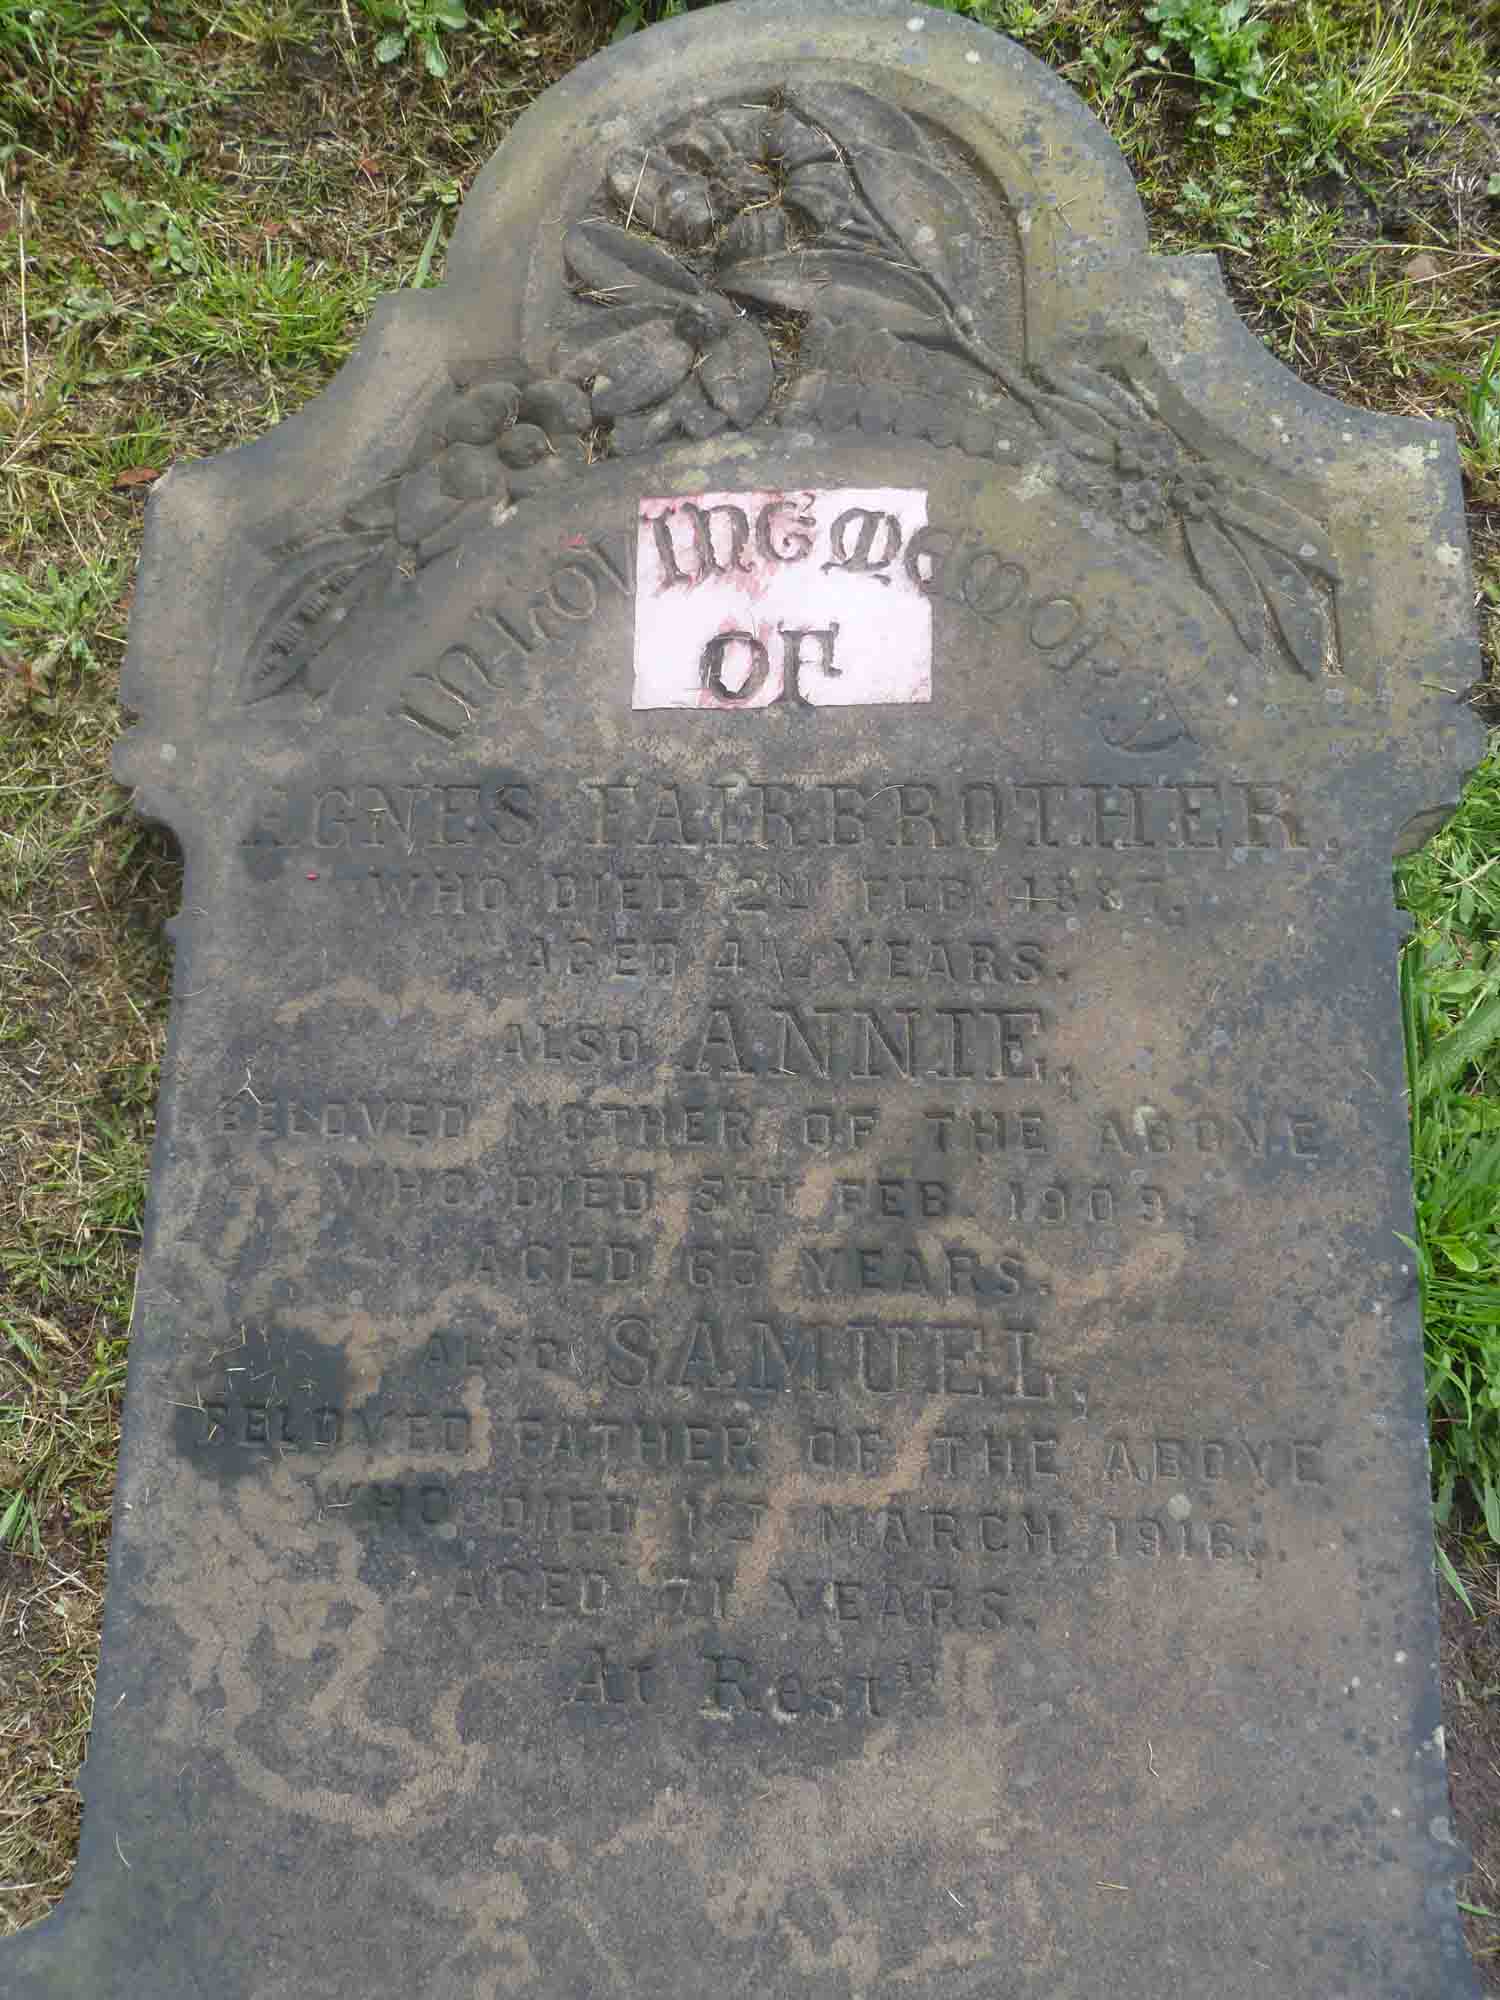 In Loving Memory
OF
AGNES FAIRBROTHER.
WHO DIED 2ND FEB. 1887,
AGED 4½ YEARS.
ALSO ANNIE,
BELOVED MOTHER OF THE ABOVE
WHO DIED 5TH FEB. 1909,
AGED 63 YEARS.
ALSO SAMUEL,
BELOVED FATHER OF THE ABOVE
WHO DIED 1ST MARCH 1916,
AGED 71 YEARS.
"At Rest"